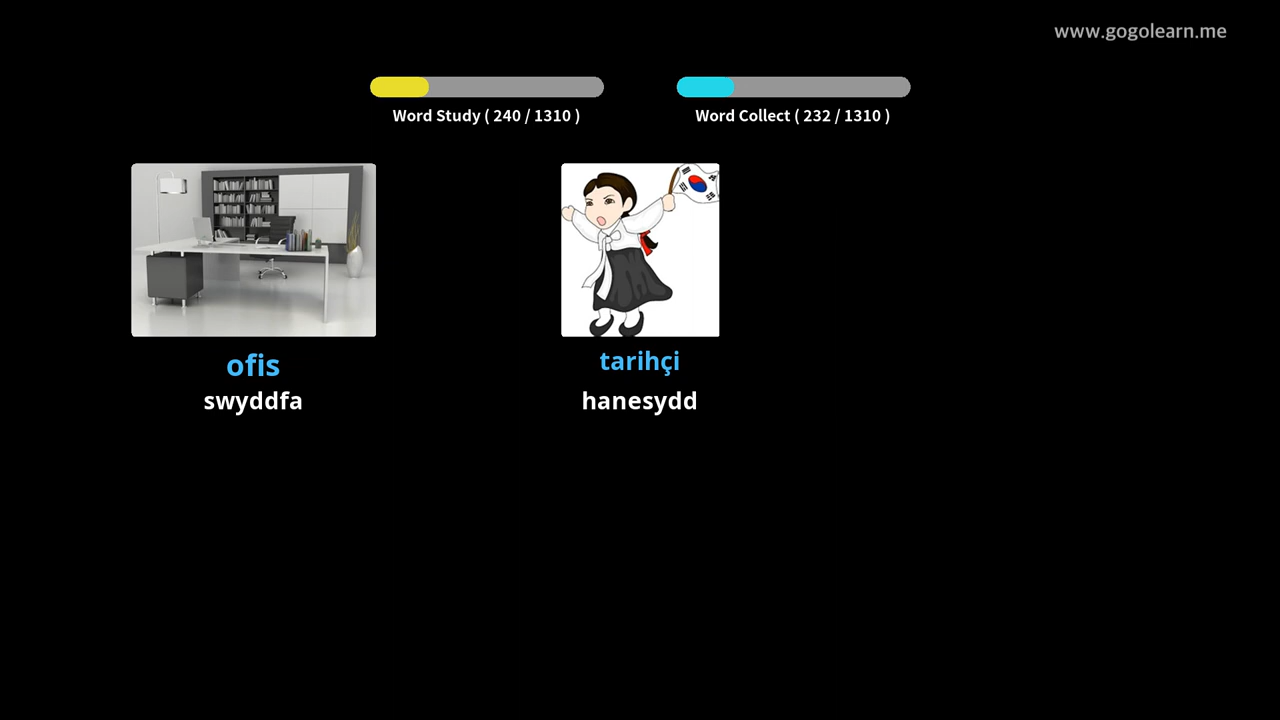 www.gogolearn.me
Word Study ( 240 / 1310 )
Word Collect ( 232 / 1310 )
ofis
swyddfa
tarihçi
hanesydd